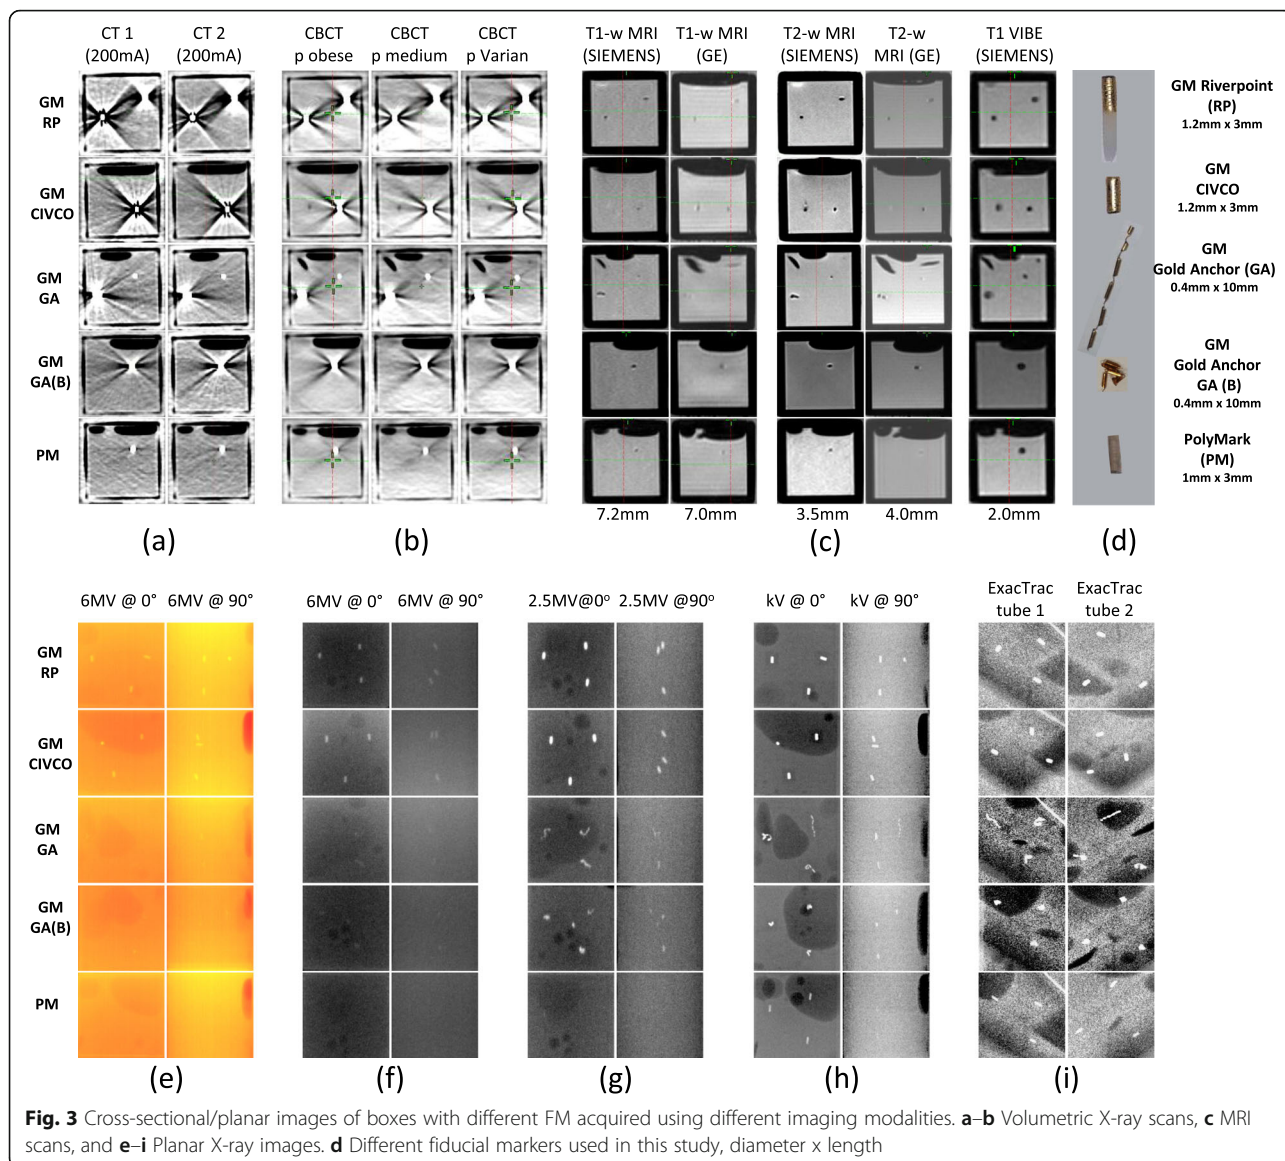 CT 1
(200mA)
CT 2
(200mA)
CBCT
p obese
CBCT
p medium
CBCT
p Varian
T1-w MRI
(SIEMENS)
T1-w MRI
(GE)
T2-w MRI
(SIEMENS)
T2-w
MRI (GE)
T1 VIBE
(SIEMENS)
GM
RP
GM
CIVCO
GM
GA
GM
GA(B)
PM
GM Riverpoint
(RP)
1.2mm x 3mm
GM
CIVCO
1.2mm x 3mm
GM
Gold Anchor (GA)
0.4mm x 10mm
GM
Gold Anchor
GA (B)
0.4mm x 10mm
PolyMark
(PM)
1mm x 3mm
7.2mm
7.0mm
3.5mm
4.0mm
2.0mm
(a)
(b)
(c)
(d)
6MV @ 0°
6MV @ 90°
6MV @ 0°
6MV @ 90°
2.5MV@0°
2.5MV@90°
kV @ 0°
kV @ 90°
ExacTrac
tube 1
ExacTrac
tube 2
GM
RP
GM
CIVCO
GM
GA
GM
GA(B)
PM
(e)
(f)
(g)
(h)
(i)
Fig. 3 Cross-sectional/planar images of boxes with different FM acquired using different imaging modalities. a–b Volumetric X-ray scans, c MRI
scans, and e–i Planar X-ray images. d Different fiducial markers used in this study, diameter x length